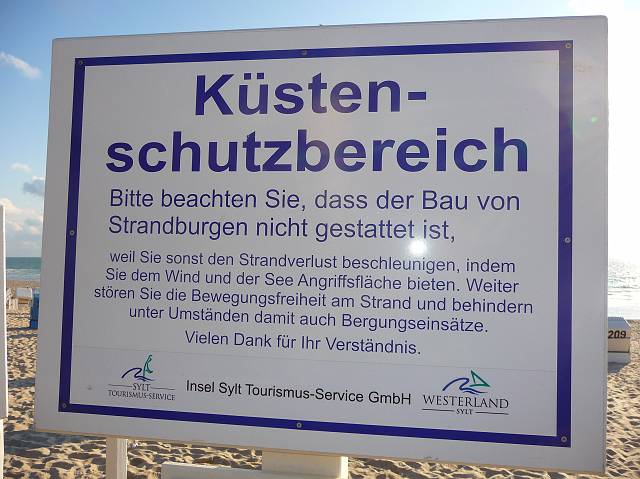 Küsten-
schutzbereich
Bitte beachten Sie, dass der Bau von
Strandburgen nicht gestattet ist,
weil Sie sonst den Strandverlust beschleunigen, indem
Sie dem Wind und der See Angriffsfläche bieten. Weiter
stören Sie die Bewegungsfreiheit am Strand und behindern
unter Umständen damit auch Bergungseinsätze.
Vielen Dank für Ihr Verständnis.
SYLT
TOURISMUS-SERVICE
Insel Sylt Tourismus-Service GmbH
WESTERLAND
SYLT
209